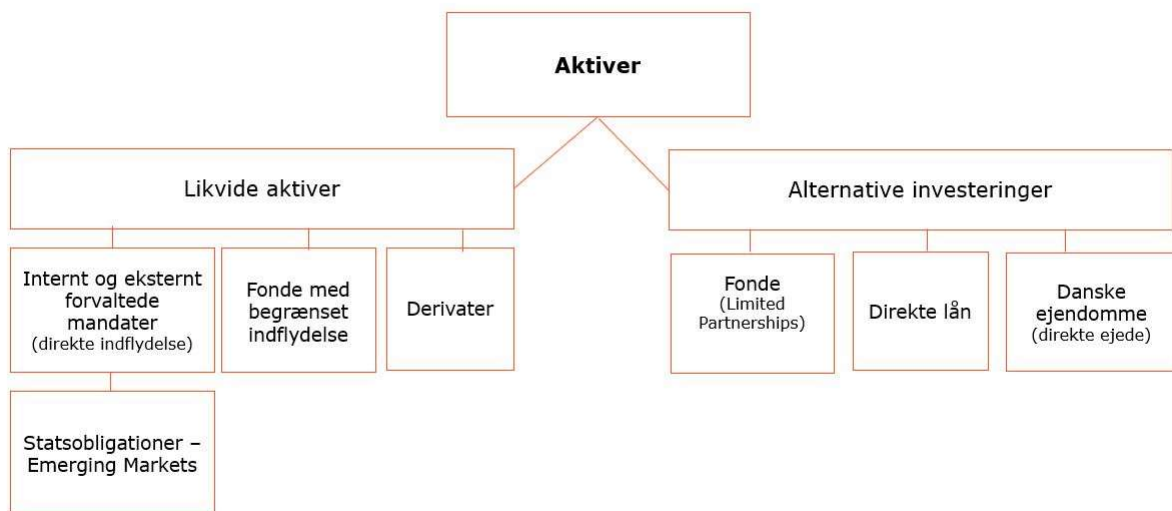 Aktiver
Likvide aktiver
Alternative investeringer
Internt og eksternt
forvaltede
mandater
(direkte indflydelse)
Fonde med
begrænset
indflydelse
Derivater
Fonde
(Limited
Partnerships)
Direkte lån
Danske
ejendomme
(direkte ejede)
Statsobligationer –
Emerging Markets